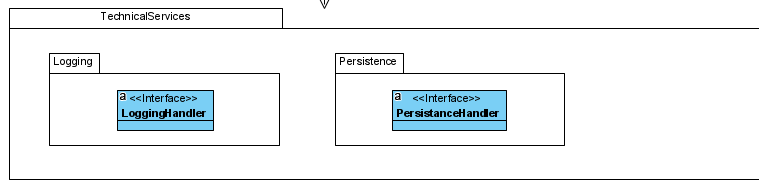 TechnicalServices
Logging
Persistence
a <<Interface>>
LoggingHandler
a <<Interface>>
PersistanceHandler